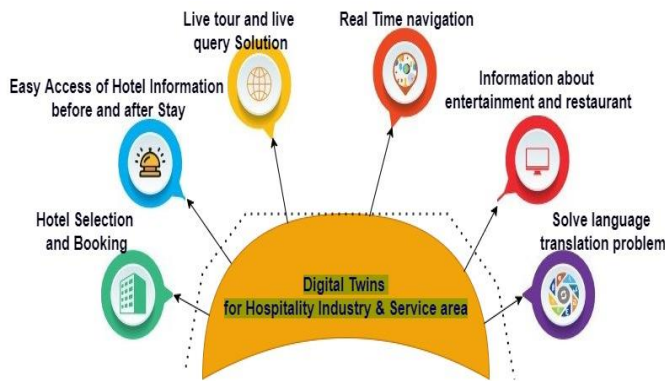 Live tour and live
query Solution
Real Time navigation
Easy Access of Hotel Information
before and after Stay
Information about
entertainment and restaurant
Hotel Selection
and Booking
Solve language
translation problem
Digital Twins
for Hospitality Industry & Service area